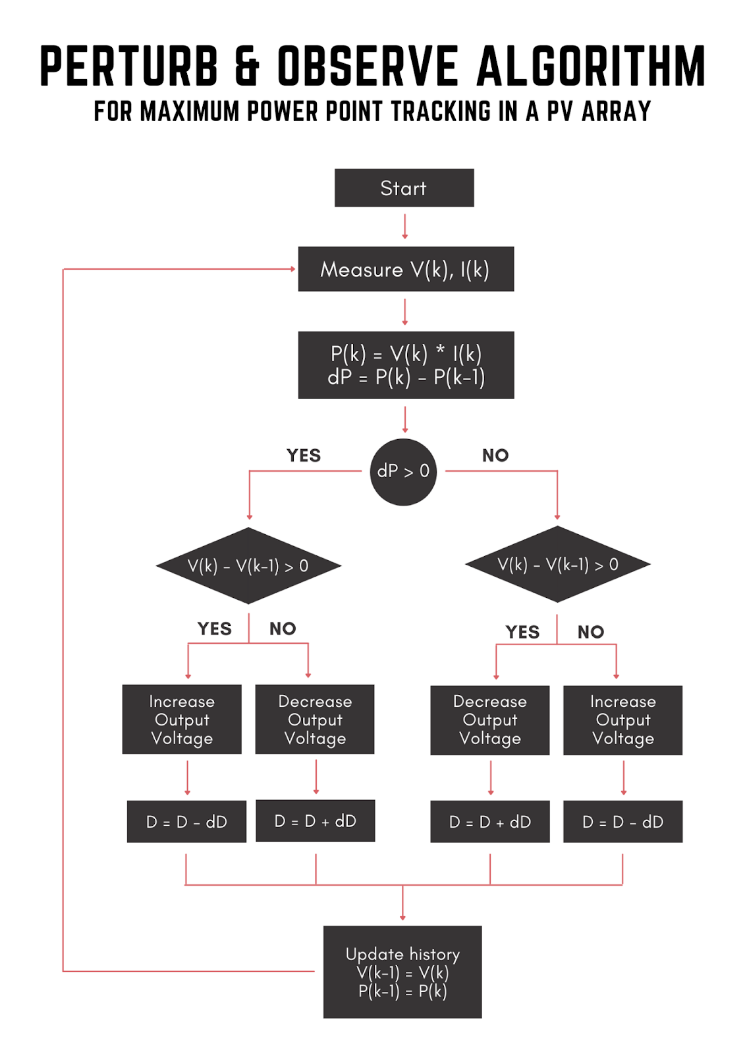 PERTURB & OBSERVE ALGORITHM
FOR MAXIMUM POWER POINT TRACKING IN A PV ARRAY
Start
Measure V(k), I(k)
P(k) = V(k) * I(k)
dP = P(k) - P(k-1)
YES
dP > 0
NO
V(k) - V(k-1) > 0
V(k) - V(k-1) > 0
YES
NO
YES
NO
Increase
Output
Voltage
Decrease
Output
Voltage
Decrease
Output
Voltage
Increase
Output
Voltage
D = D - dD
D = D + dD
D = D + dD
D = D - dD
Update history
V(k-1) = V(k)
P(k-1) = P(k)